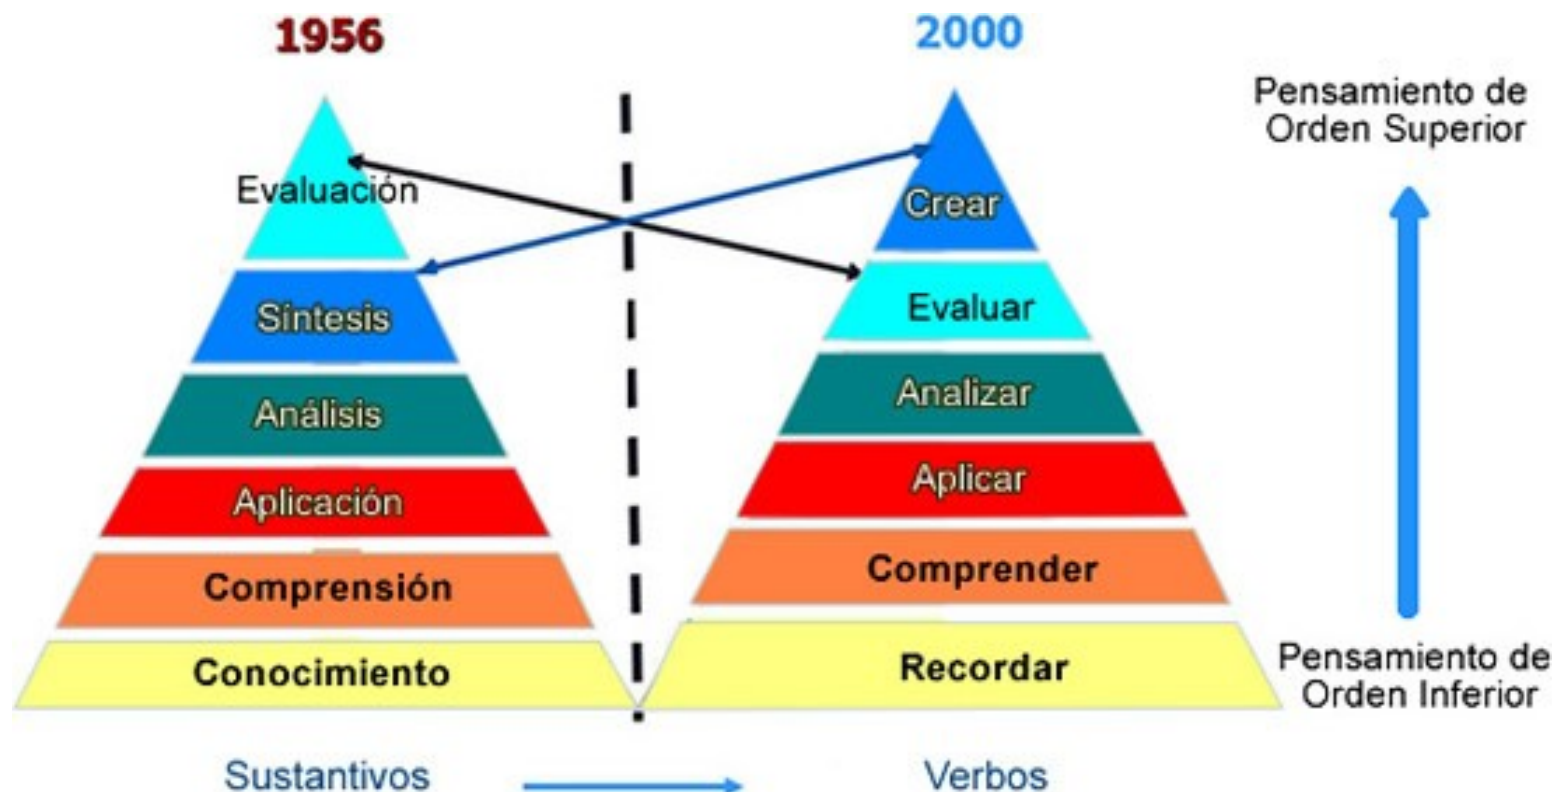 1956
Evaluación
Síntesis
Análisis
Aplicación
Comprensión
Conocimiento
Sustantivos
2000
Crear
Evaluar
Analizar
Aplicar
Comprender
Recordar
Verbos
Pensamiento de
Orden Superior
Pensamiento de
Orden Inferior